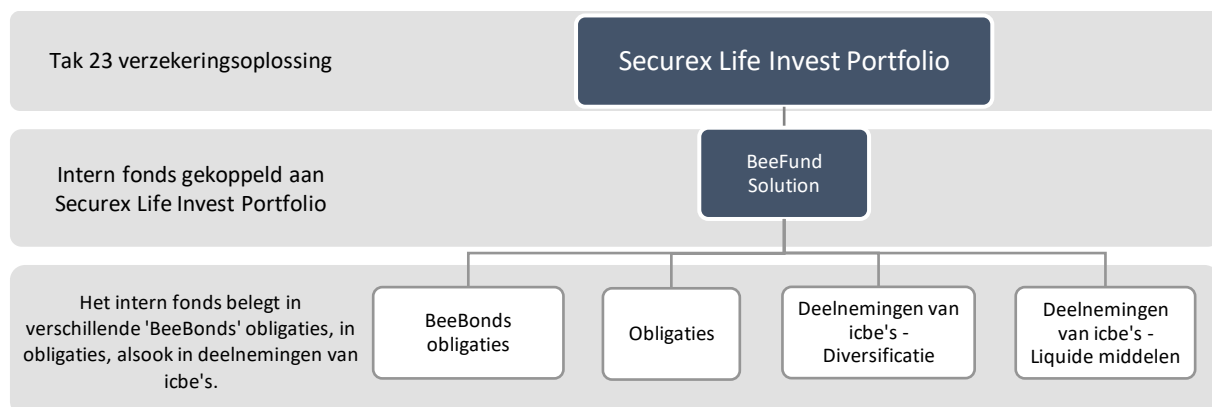 Tak 23 verzekeringsoplossing
Securex Life Invest Portfolio
Intern fonds gekoppeld aan
Securex Life Invest Portfolio
BeeFund
Solution
Het intern fonds belegt in
verschillende 'BeeBonds' obligaties, in
obligaties, alsook in deelnemingen van
icbe's.
BeeBonds
obligaties
Obligaties
Deelnemingen van
icbe's -
Diversificatie
Deelnemingen
van icbe's -
Liquide middelen